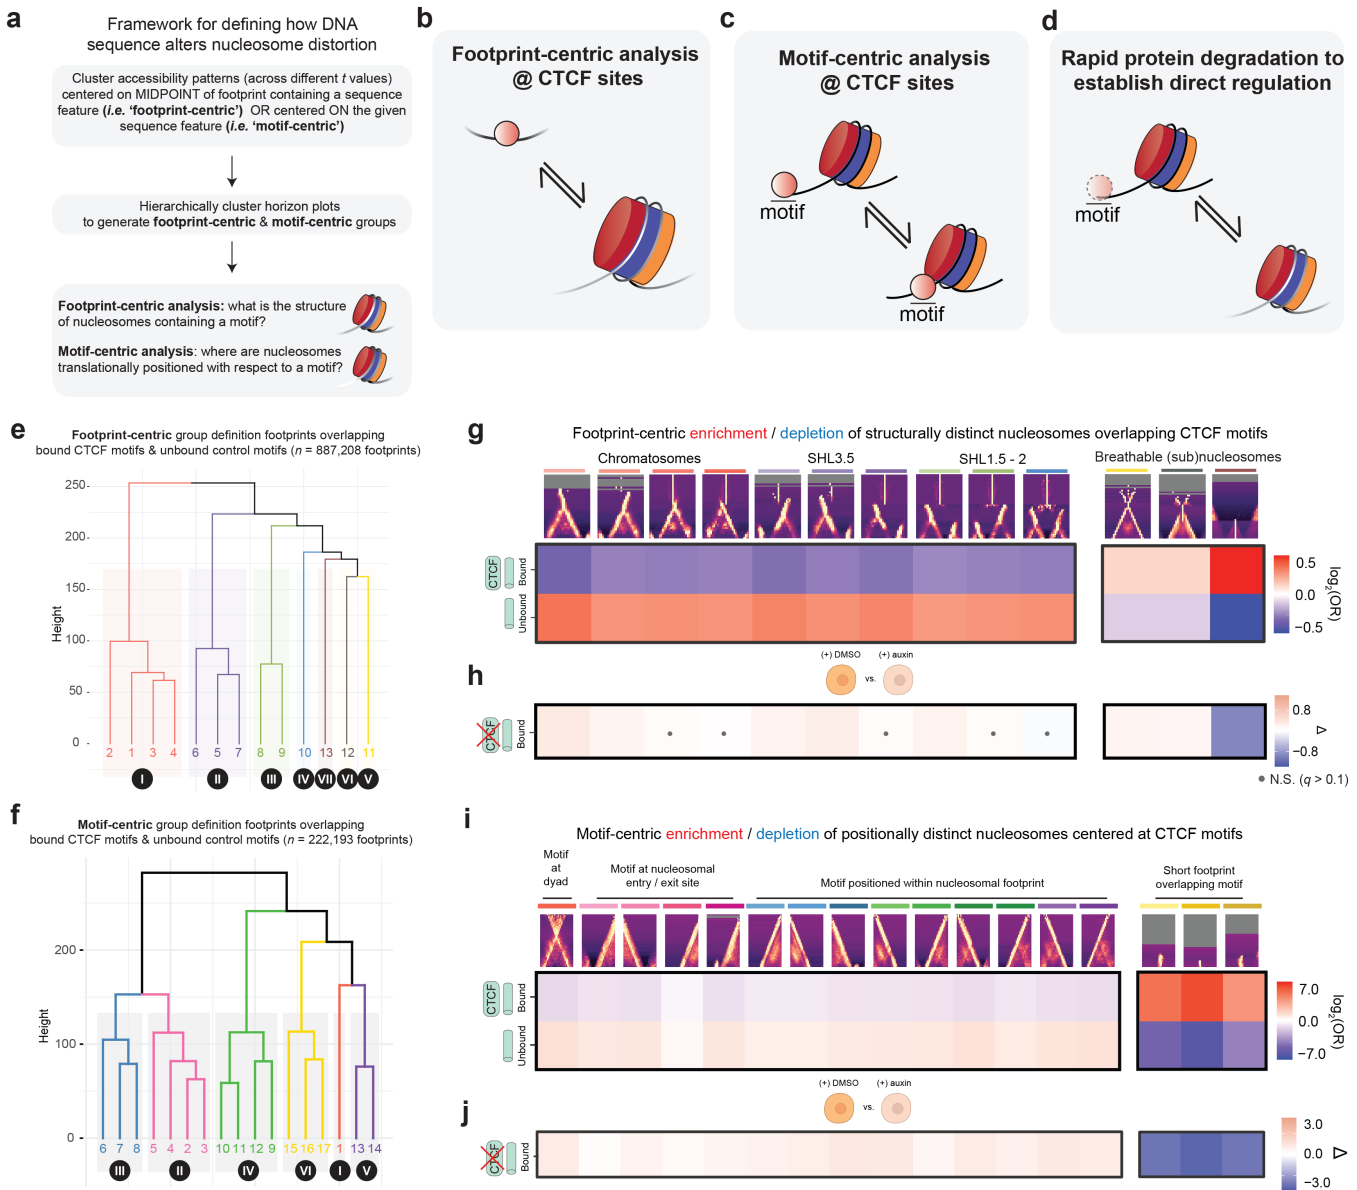 a
Framework for defining how DNA
sequence alters nucleosome distortion
Cluster accessibility patterns (across different t values)
centered on MIDPOINT of footprint containing a sequence
feature (i.e. ‘footprint-centric’) OR centered ON the given
sequence feature (i.e. ‘motif-centric’)
Hierarchically cluster horizon plots
to generate footprint-centric & motif-centric groups
Footprint-centric analysis: what is the structure
of nucleosomes containing a motif?
Motif-centric analysis: where are nucleosomes
translationally positioned with respect to a motif?
b
Footprint-centric analysis
@ CTCF sites
c
Motif-centric analysis
@ CTCF sites
motif
motif
d
Rapid protein degradation to
establish direct regulation
motif
e
Footprint-centric group definition footprints overlapping
bound CTCF motifs & unbound control motifs (n = 887,208 footprints)
Height
250
200
150
100
50
0
2 1 3 4 6 5 7 8 9 10 13 12 11
I II III IV VII VI V
f
Motif-centric group definition footprints overlapping
bound CTCF motifs & unbound control motifs (n = 222,193 footprints)
Height
200
100
0
6 7 8 5 4 2 3 10 11 12 9 15 16 17 1 13 14
III II IV VI I V
g
Footprint-centric enrichment / depletion of structurally distinct nucleosomes overlapping CTCF motifs
Chromatosomes SHL3.5 SHL1.5 - 2 Breathable (sub)nucleosomes
CTCF Bound
Unbound
0.5
0.0
−0.5
log2(OR)
h
(+) DMSO vs. (+) auxin
CTCF Bound
0.8
−0.8
Δ
N.S. (q > 0.1)
i
Motif-centric enrichment / depletion of positionally distinct nucleosomes centered at CTCF motifs
Motif
at
dyad
Motif at nucleosomal
entry / exit site
Motif positioned within nucleosomal footprint
Short footprint
overlapping motif
CTCF Bound
Unbound
7.0
0.0
−7.0
log2(OR)
j
(+) DMSO vs. (+) auxin
CTCF Bound
3.0
0.0
−3.0
Δ